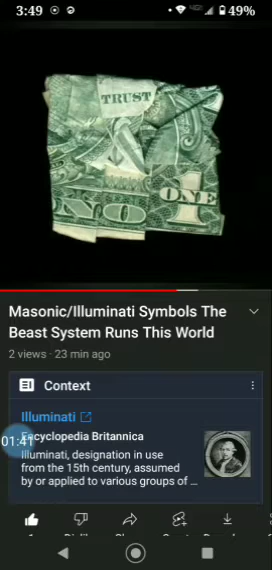 3:49
49%
TRUST
NO
ONE
1
Masonic/Illuminati Symbols The
Beast System Runs This World
2 views · 23 min ago
Context
Illuminati
Encyclopedia Britannica
01:41
Illuminati, designation in use
from the 15th century, assumed
by or applied to various groups of ...